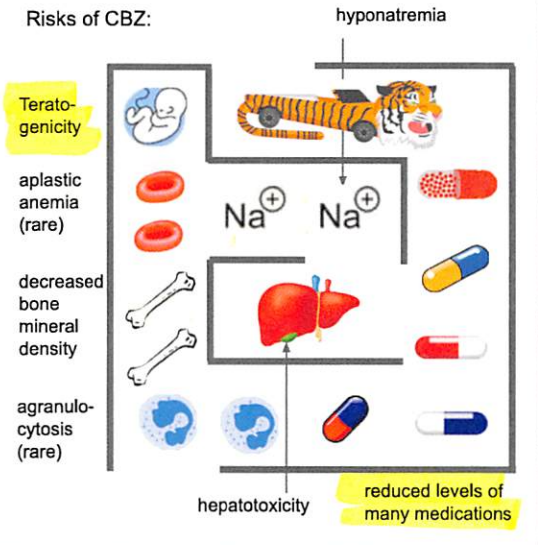 Risks of CBZ:
hyponatremia
Terato-
genicity
aplastic
anemia
(rare)
Na+ Na+
decreased
bone
mineral
density
agranulo-
cytosis
(rare)
hepatotoxicity
reduced levels of
many medications